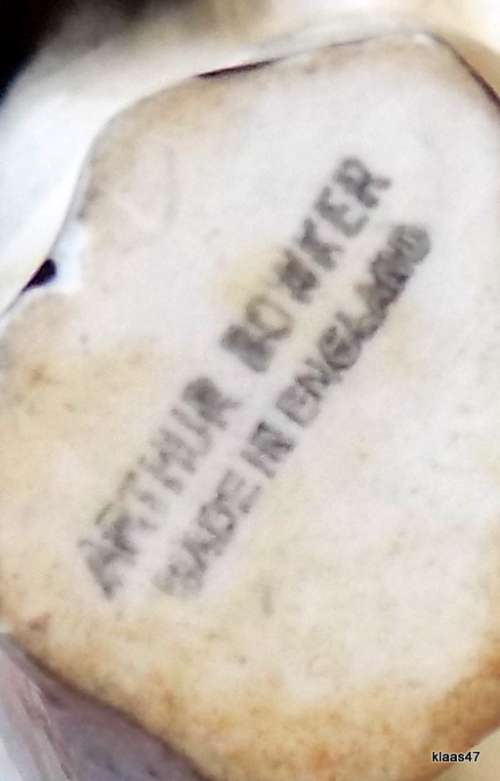 ARTHUR BOWKER
MADE IN ENGLAND
klaas47